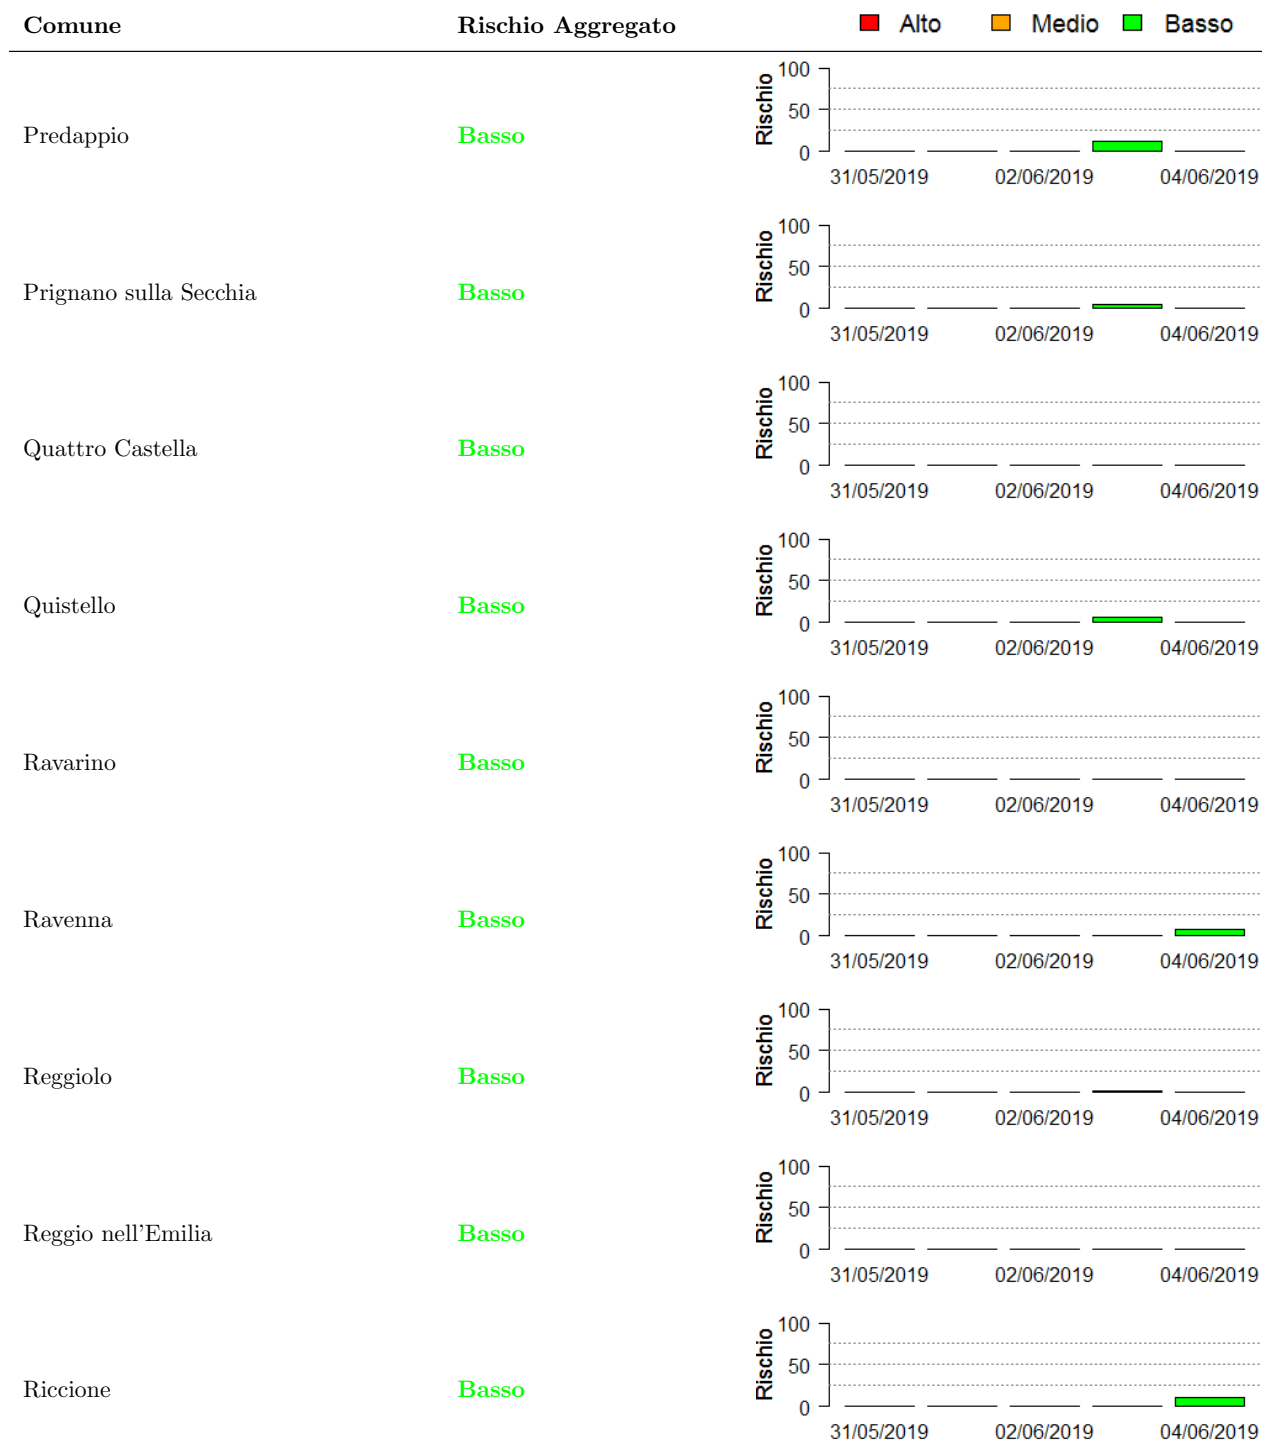 Comune Rischio Aggregato Alto Medio Basso
Predappio Basso
Rischio
100
50
0
31/05/2019 02/06/2019 04/06/2019
Prignano sulla Secchia Basso
Rischio
100
50
0
31/05/2019 02/06/2019 04/06/2019
Quattro Castella Basso
Rischio
100
50
0
31/05/2019 02/06/2019 04/06/2019
Quistello Basso
Rischio
100
50
0
31/05/2019 02/06/2019 04/06/2019
Ravarino Basso
Rischio
100
50
0
31/05/2019 02/06/2019 04/06/2019
Ravenna Basso
Rischio
100
50
0
31/05/2019 02/06/2019 04/06/2019
Reggiolo Basso
Rischio
100
50
0
31/05/2019 02/06/2019 04/06/2019
Reggio nell'Emilia Basso
Rischio
100
50
0
31/05/2019 02/06/2019 04/06/2019
Riccione Basso
Rischio
100
50
0
31/05/2019 02/06/2019 04/06/2019